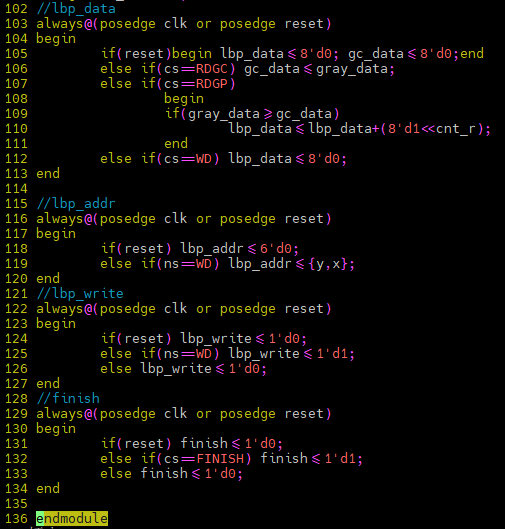 102 //lbp_data
103 always@(posedge clk or posedge reset)
104 begin
105         if(reset)begin lbp_data≤8'd0; gc_data≤8'd0;end
106         else if(cs==RDGC) gc_data≤gray_data;
107         else if(cs==RDGP)
108                 begin
109                 if(gray_data≥gc_data)
110                         lbp_data≤lbp_data+(8'd1<<cnt_r);
111                 end
112         else if(cs==WD) lbp_data≤8'd0;
113 end
114
115 //lbp_addr
116 always@(posedge clk or posedge reset)
117 begin
118         if(reset) lbp_addr≤6'd0;
119         else if(ns==WD) lbp_addr≤{y,x};
120 end
121 //lbp_write
122 always@(posedge clk or posedge reset)
123 begin
124         if(reset) lbp_write≤1'd0;
125         else if(ns==WD) lbp_write≤1'd1;
126         else lbp_write≤1'd0;
127 end
128 //finish
129 always@(posedge clk or posedge reset)
130 begin
131         if(reset) finish≤1'd0;
132         else if(cs==FINISH) finish≤1'd1;
133         else finish≤1'd0;
134 end
135
136 endmodule